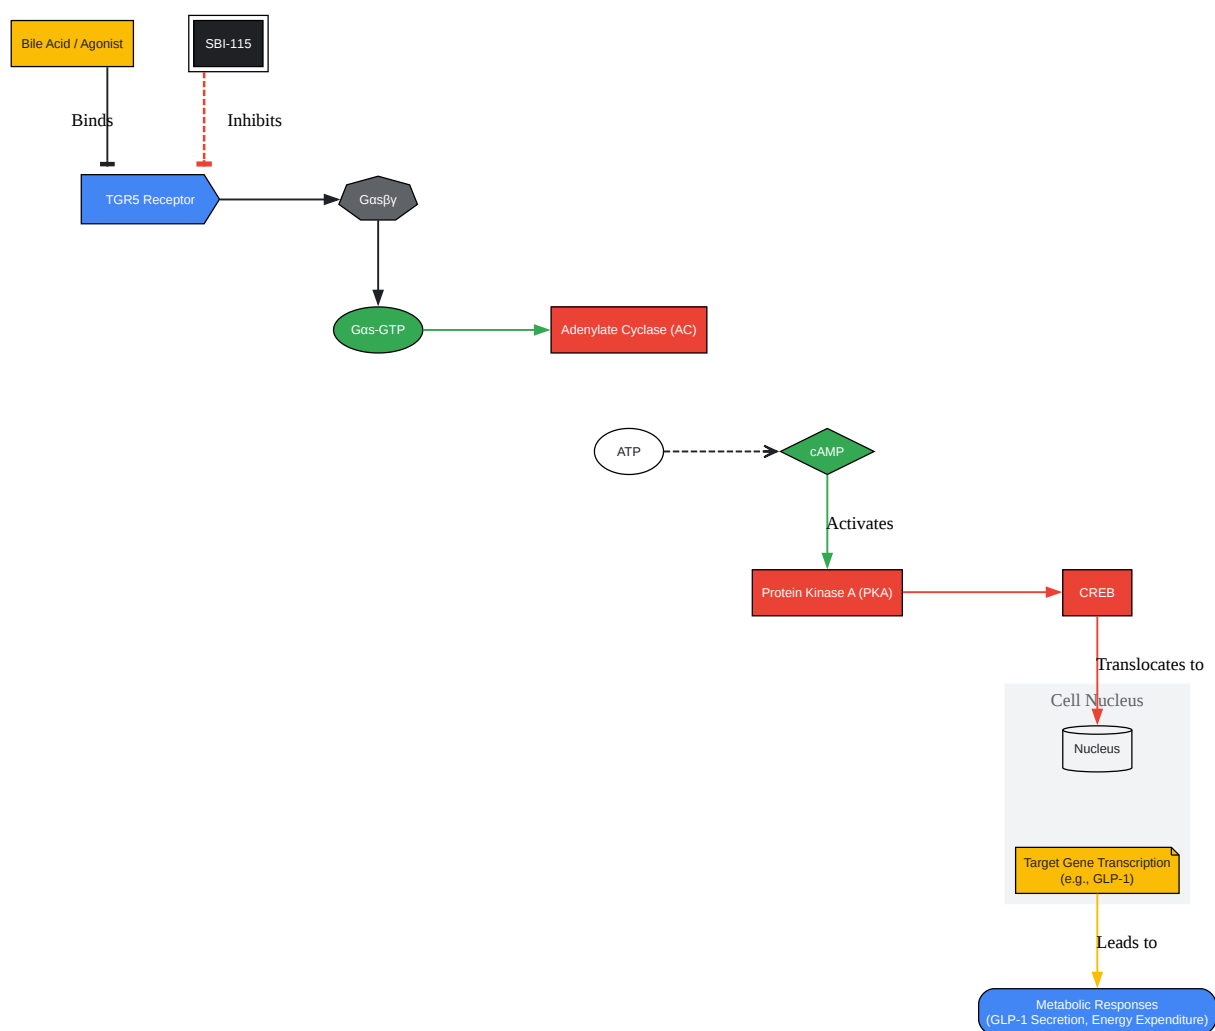 Bile Acid / Agonist
SBI-115
Binds
Inhibits
TGR5 Receptor
Gαsβγ
Gαs-GTP
Adenylate Cyclase (AC)
ATP
cAMP
Activates
Protein Kinase A (PKA)
CREB
Translocates to
Cell Nucleus
Nucleus
Target Gene Transcription
(e.g., GLP-1)
Leads to
Metabolic Responses
(GLP-1 Secretion, Energy Expenditure)